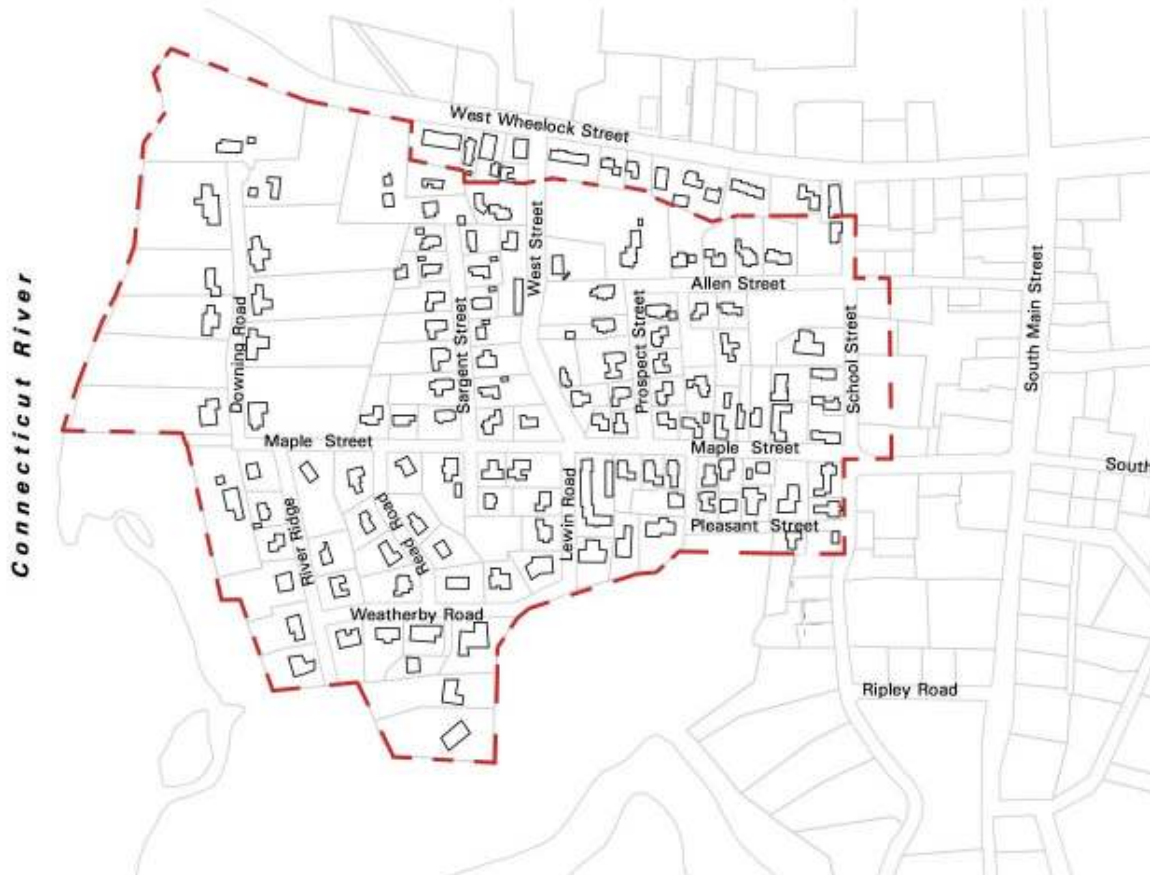 West Wheelock Street
West Street
Allen Street
Connecticut River
Downing Road
Sargent Street
Prospect Street
School Street
South Main Street
Maple Street
Maple Street
South
River Ridge
Read Road
Lewin Road
Pleasant Street
Weatherby Road
Ripley Road